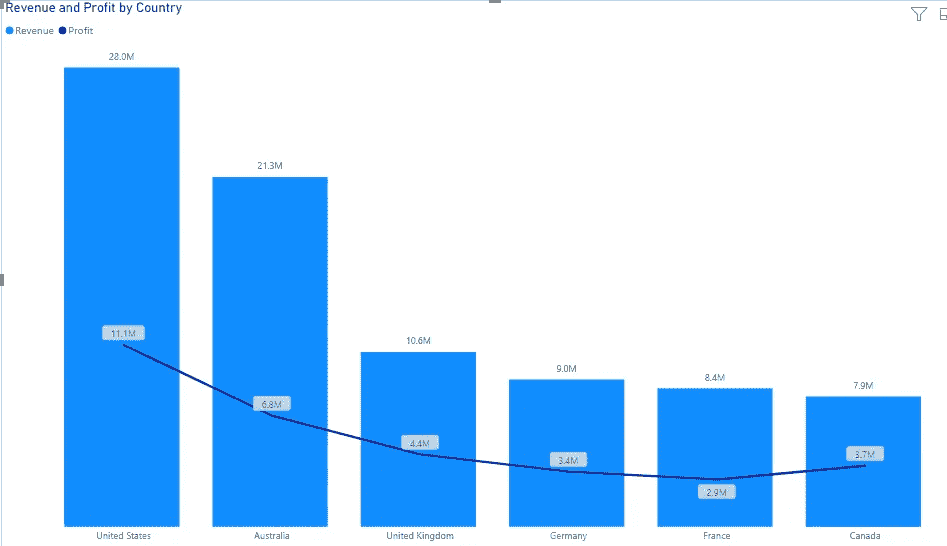 Revenue and Profit by Country
Revenue Profit
28.0M
21.3M
10.6M
9.0M
8.4M
7.9M
11.1M
6.8M
4.4M
3.4M
2.9M
3.7M
United States Australia United Kingdom Germany France Canada